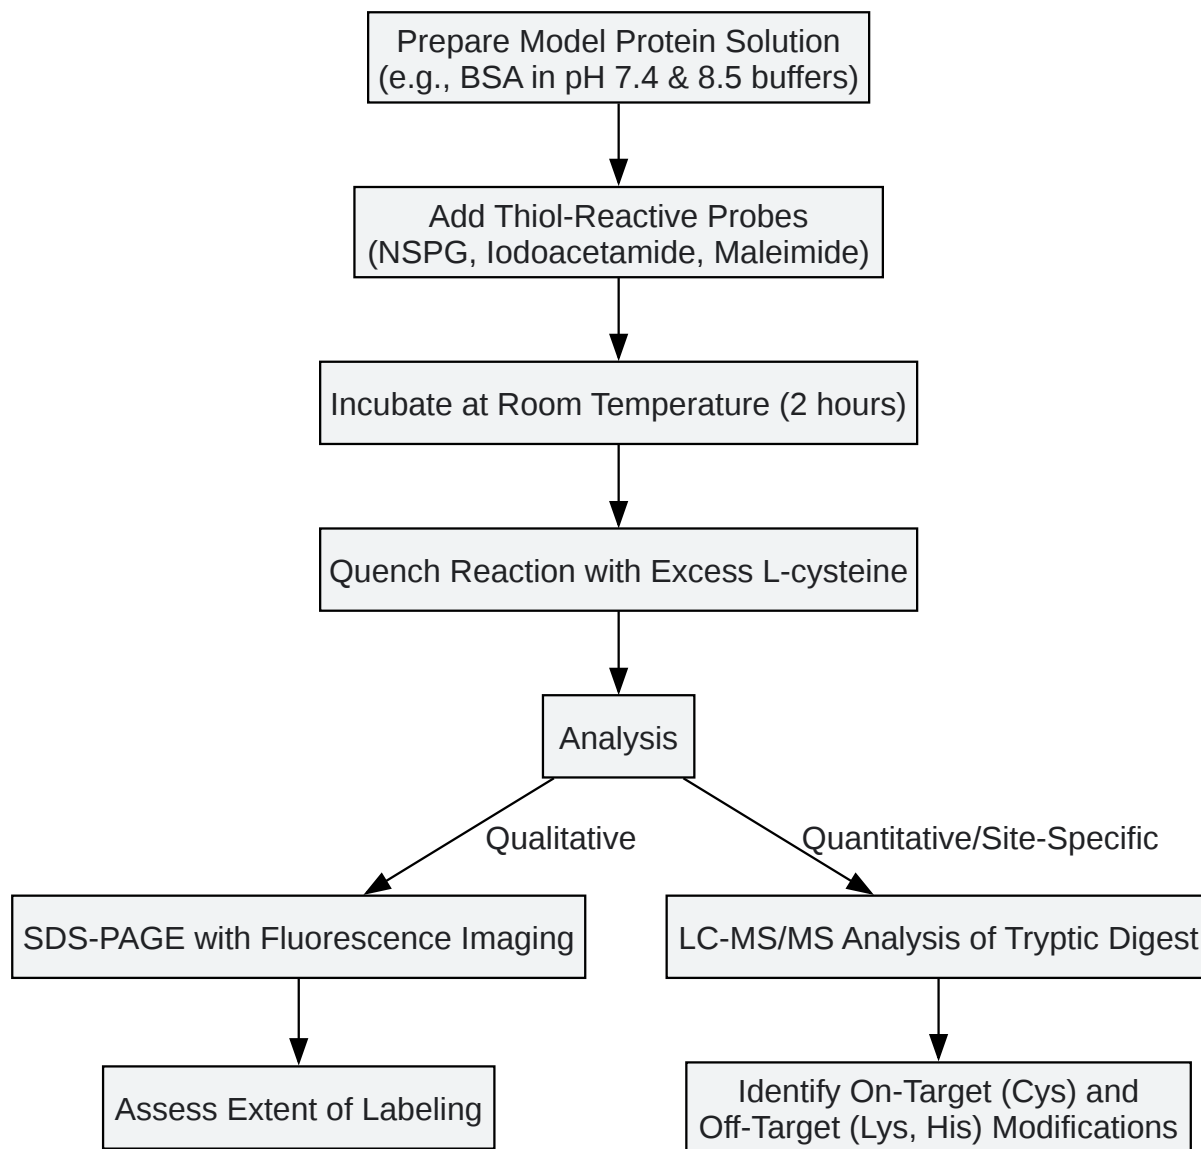 Prepare Model Protein Solution
(e.g., BSA in pH 7.4 & 8.5 buffers)
Add Thiol-Reactive Probes
(NSPG, Iodoacetamide, Maleimide)
Incubate at Room Temperature (2 hours)
Quench Reaction with Excess L-cysteine
Analysis
Qualitative
Quantitative/Site-Specific
SDS-PAGE with Fluorescence Imaging
LC-MS/MS Analysis of Tryptic Digest
Assess Extent of Labeling
Identify On-Target (Cys) and
Off-Target (Lys, His) Modifications